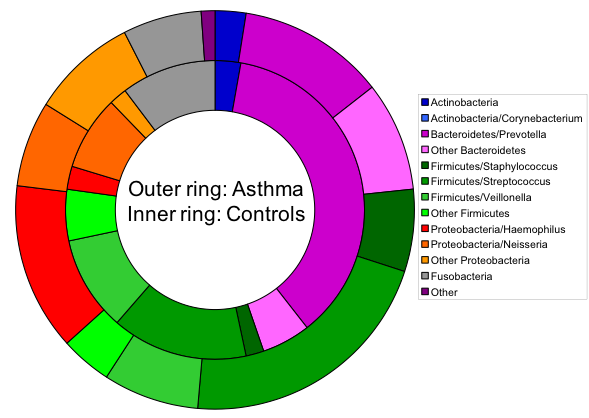 Outer ring: Asthma
Inner ring: Controls
Actinobacteria
Actinobacteria/Corynebacterium
Bacteroidetes/Prevotella
Other Bacteroidetes
Firmicutes/Staphylococcus
Firmicutes/Streptococcus
Firmicutes/Veillonella
Other Firmicutes
Proteobacteria/Haemophilus
Proteobacteria/Neisseria
Other Proteobacteria
Fusobacteria
Other